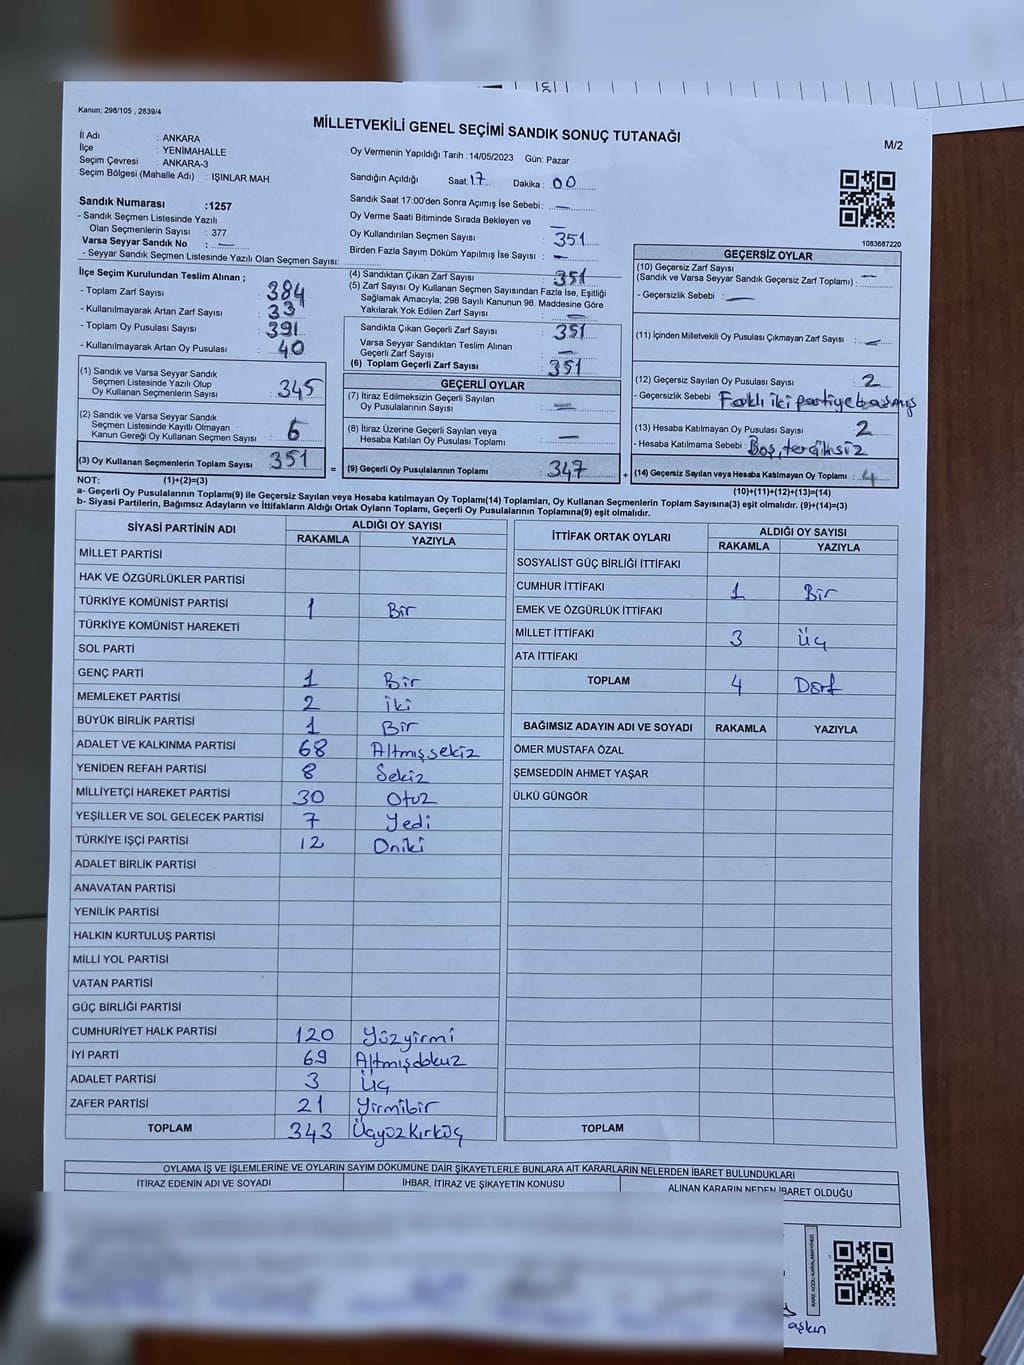 Kanun; 298/105 , 2839/4
MİLLETVEKİLİ GENEL SEÇİMİ SANDIK SONUÇ TUTANAĞI
M/2
İl Adı : ANKARA
İlçe : YENİMAHALLE
Seçim Çevresi : ANKARA-3
Seçim Bölgesi (Mahalle Adı) : IŞINLAR MAH.
Sandık Numarası :1257
- Sandık Seçmen Listesinde Yazılı
Olan Seçmenlerin Sayısı : 377
Varsa Seyyar Sandık No : —
- Seyyar Sandık Seçmen Listesinde Yazılı Olan Seçmen Sayısı:
Oy Vermenin Yapıldığı Tarih : 14/05/2023 Gün: Pazar
Sandığın Açıldığı Saat: 17 Dakika : 00
Sandık Saat 17:00'den Sonra Açımış İse Sebebi : —
Oy Verme Saati Bitiminde Sırada Bekleyen ve —
Oy Kullandırılan Seçmen Sayısı : 351
Birden Fazla Sayım Döküm Yapılmış İse Sayısı : —
1083687220
İlçe Seçim Kurulundan Teslim Alınan ;
- Toplam Zarf Sayısı : 384
- Kullanılmayarak Artan Zarf Sayısı : 33
- Toplam Oy Pusulası Sayısı : 391
- Kullanılmayarak Artan Oy Pusulası : 40
(1) Sandık ve Varsa Seyyar Sandık
Seçmen Listesinde Yazılı Olup
Oy Kullanan Seçmenlerin Sayısı : 345
(2) Sandık ve Varsa Seyyar Sandık
Seçmen Listesinde Kayıtlı Olmayan
Kanun Gereği Oy Kullanan Seçmen Sayısı : 6
(3) Oy Kullanan Seçmenlerin Toplam Sayısı : 351
(4) Sandıktan Çıkan Zarf Sayısı : 351
(5) Zarf Sayısı Oy Kullanan Seçmen Sayısından Fazla İse, Eşitliği
Sağlamak Amacıyla; 298 Sayılı Kanunun 98. Maddesine Göre
Yakılarak Yok Edilen Zarf Sayısı : —
Sandıkta Çıkan Geçerli Zarf Sayısı : 351
Varsa Seyyar Sandıktan Teslim Alınan
Geçerli Zarf Sayısı : —
(6) Toplam Geçerli Zarf Sayısı : 351
GEÇERLİ OYLAR
(7) İtiraz Edilmeksizin Geçerli Sayılan
Oy Pusulalarının Sayısı : —
(8) İtiraz Üzerine Geçerli Sayılan veya
Hesaba Katılan Oy Pusulası Toplamı : —
= (9) Geçerli Oy Pusulalarının Toplamı : 347
GEÇERSİZ OYLAR
(10) Geçersiz Zarf Sayısı —
(Sandık ve Varsa Seyyar Sandık Geçersiz Zarf Toplamı) :
- Geçersizlik Sebebi : —
(11) İçinden Milletvekili Oy Pusulası Çıkmayan Zarf Sayısı : —
(12) Geçersiz Sayılan Oy Pusulası Sayısı : 2
- Geçersizlik Sebebi : Faklı iki partiye basmış
(13) Hesaba Katılmayan Oy Pusulası Sayısı : 2
- Hesaba Katılmama Sebebi : Boş, tercihsiz
+ (14) Geçersiz Sayılan veya Hesaba Katılmayan Oy Toplamı : 4
NOT: (1)+(2)=(3)
(10)+(11)+(12)+(13)=(14)
a- Geçerli Oy Pusulalarının Toplamı(9) ile Geçersiz Sayılan veya Hesaba katılmayan Oy Toplamı(14) Toplamları, Oy Kullanan Seçmenlerin Toplam Sayısına(3) eşit olmalıdır. (9)+(14)=(3)
b- Siyasi Partilerin, Bağımsız Adayların ve İttifakların Aldığı Ortak Oyların Toplamı, Geçerli Oy Pusulalarının Toplamına(9) eşit olmalıdır.
SİYASİ PARTİNİN ADI ALDIĞI OY SAYISI
RAKAMLA YAZIYLA
MİLLET PARTİSİ
HAK VE ÖZGÜRLÜKLER PARTİSİ
TÜRKİYE KOMÜNİST PARTİSİ 1 Bir
TÜRKİYE KOMÜNİST HAREKETİ
SOL PARTİ
GENÇ PARTİ 1 Bir
MEMLEKET PARTİSİ 2 İki
BÜYÜK BİRLİK PARTİSİ 1 Bir
ADALET VE KALKINMA PARTİSİ 68 Altmışsekiz
YENİDEN REFAH PARTİSİ 8 Sekiz
MİLLİYETÇİ HAREKET PARTİSİ 30 Otuz
YEŞİLLER VE SOL GELECEK PARTİSİ 7 Yedi
TÜRKİYE İŞÇİ PARTİSİ 12 Oniki
ADALET BİRLİK PARTİSİ
ANAVATAN PARTİSİ
YENİLİK PARTİSİ
HALKIN KURTULUŞ PARTİSİ
MİLLİ YOL PARTİSİ
VATAN PARTİSİ
GÜÇ BİRLİĞİ PARTİSİ
CUMHURİYET HALK PARTİSİ 120 Yüzyirmi
İYİ PARTİ 69 Altmışdokuz
ADALET PARTİSİ 3 Üç
ZAFER PARTİSİ 21 Yirmibir
TOPLAM 343 Üçyüzkırküç
İTTİFAK ORTAK OYLARI ALDIĞI OY SAYISI
RAKAMLA YAZIYLA
SOSYALİST GÜÇ BİRLİĞİ İTTİFAKI
CUMHUR İTTİFAKI 1 Bir
EMEK VE ÖZGÜRLÜK İTTİFAKI
MİLLET İTTİFAKI 3 Üç
ATA İTTİFAKI
TOPLAM 4 Dört
BAĞIMSIZ ADAYIN ADI VE SOYADI RAKAMLA YAZIYLA
ÖMER MUSTAFA ÖZAL
ŞEMSEDDİN AHMET YAŞAR
ÜLKÜ GÜNGÖR
TOPLAM
OYLAMA İŞ VE İŞLEMLERİNE VE OYLARIN SAYIM DÖKÜMÜNE DAİR ŞİKAYETLERLE BUNLARA AİT KARARLARIN NELERDEN İBARET BULUNDUKLARI
İTİRAZ EDENİN ADI VE SOYADI İHBAR, İTİRAZ VE ŞİKAYETİN KONUSU ALINAN KARARIN NEDEN İBARET OLDUĞU
KARE KODU KARALAMAYINIZ!
aşkın